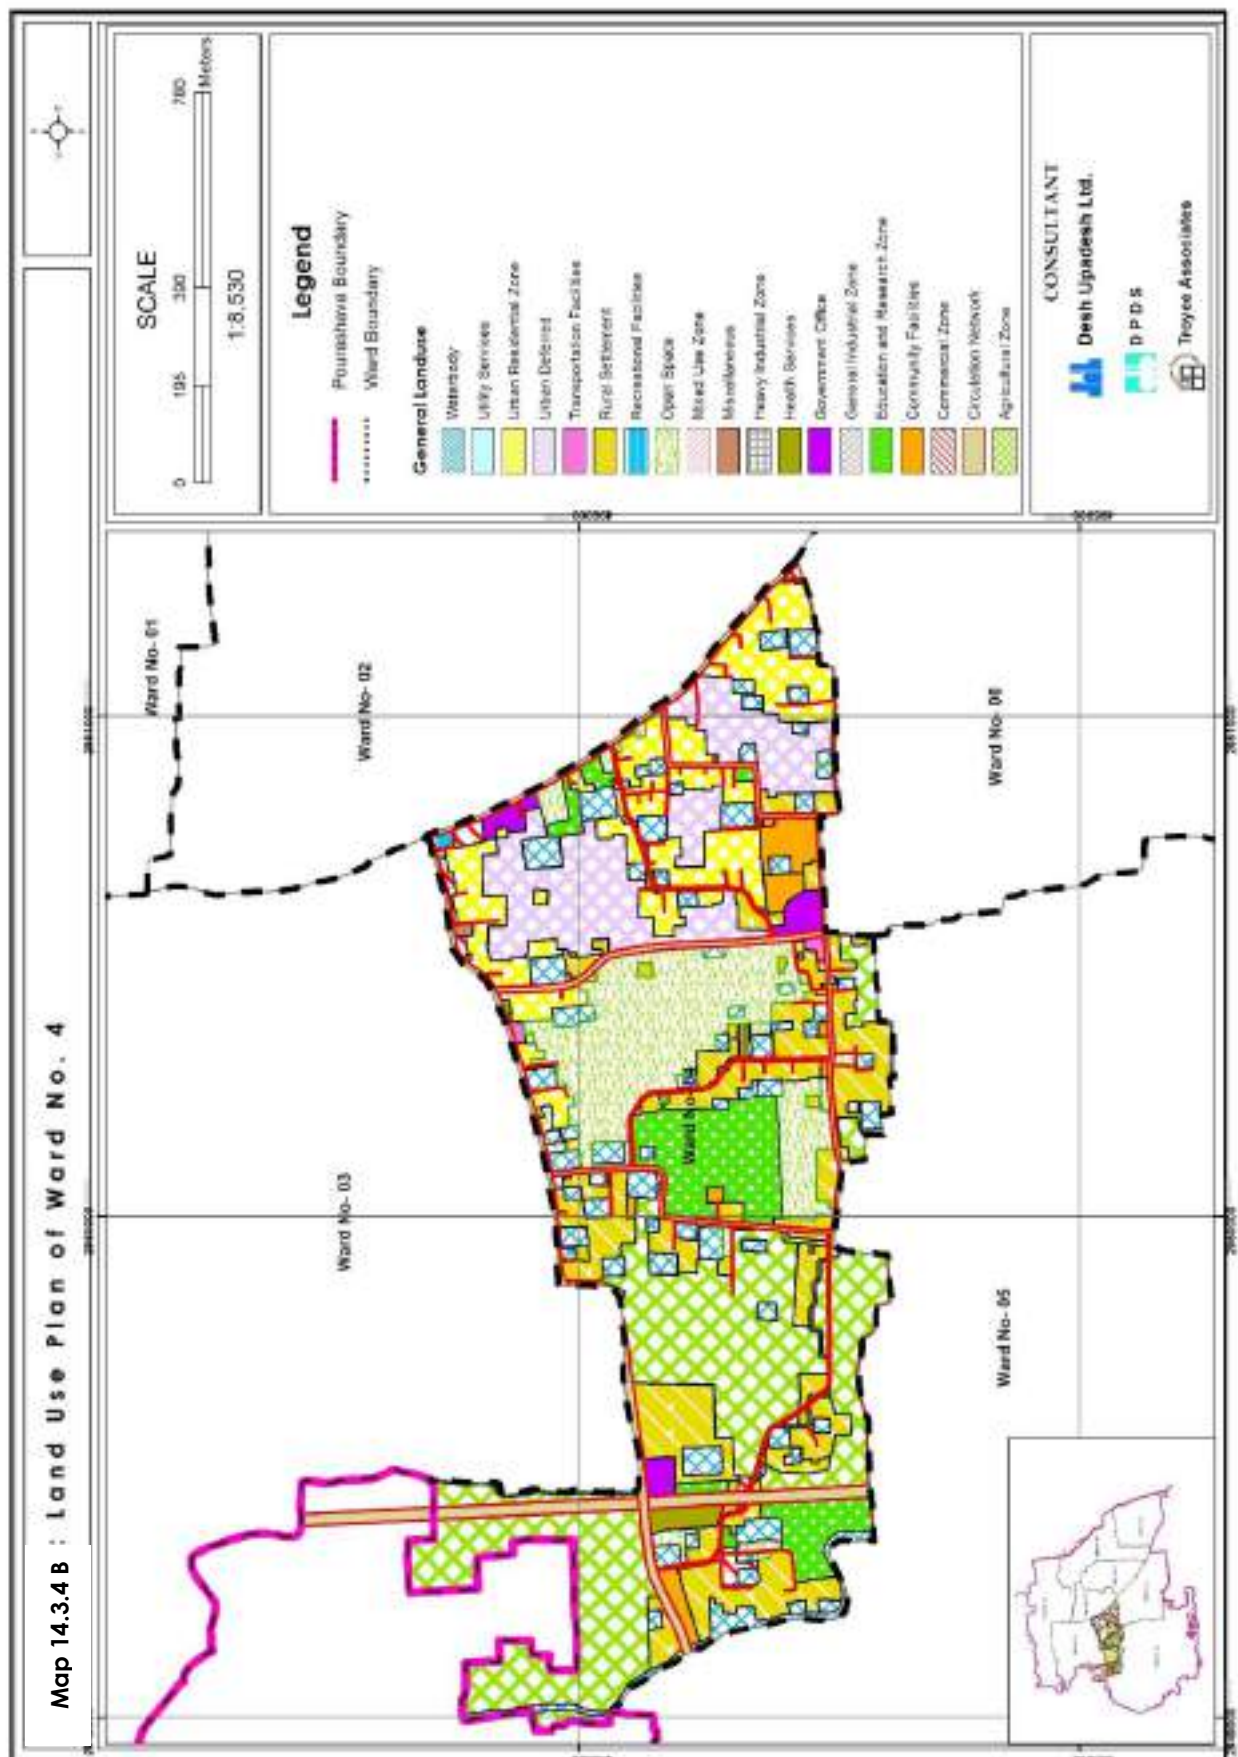 Map 14.3.4 B : Land Use Plan of Ward No. 4
SCALE
0 195 390 780
Meters
1:8,530
Legend
Pourashava Boundary
Ward Boundary
General Landuse
Waterbody
Utility Services
Urban Residential Zone
Urban Defered
Transportation Facilities
Rural Settlement
Recreational Facilities
Open Space
Mixed Use Zone
Miscellaneous
Heavy Industrial Zone
Health Services
Government Office
General Industrial Zone
Education and Research Zone
Community Facilities
Commercial Zone
Circulation Network
Agricultural Zone
CONSULTANT
Desh Upadesh Ltd.
D P D S
Troyee Associates
Ward No- 01
Ward No- 02
Ward No- 03
Ward No- 04
Ward No- 06
Ward No- 05